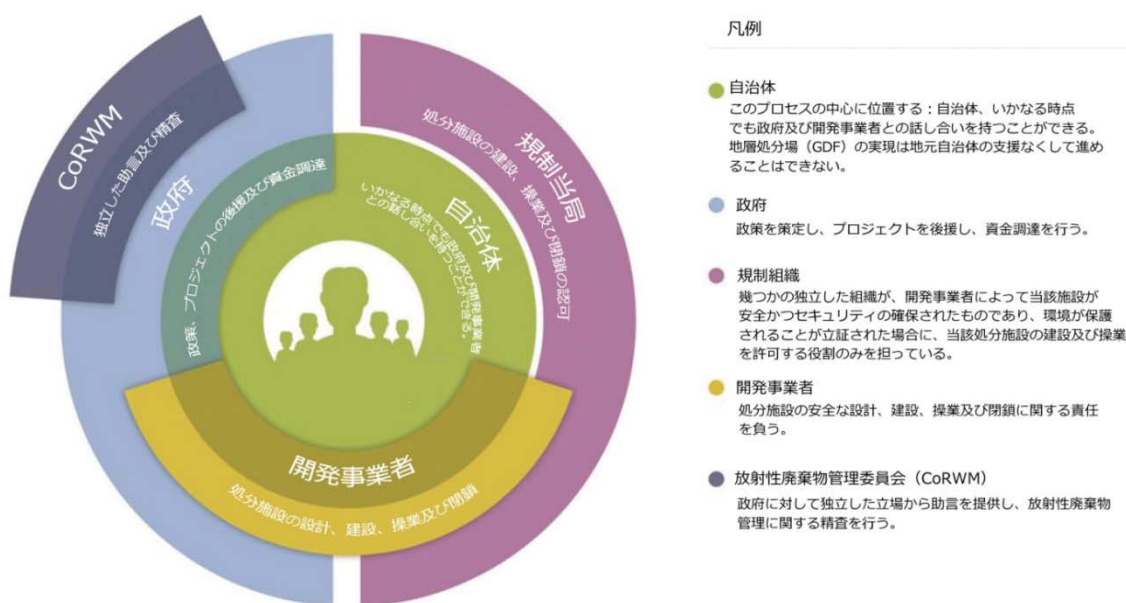 CoRWM
独立した助言及び精査
政府
政策、プロジェクトの後援及び資金調達
規制当局
処分施設の建設、操業及び閉鎖の認可
自治体
いかなる時点でも政府及び開発事業者
との話し合いを持つことができる。
開発事業者
処分施設の設計、建設、操業及び閉鎖
凡例
自治体
このプロセスの中心に位置する：自治体、いかなる時点
でも政府及び開発事業者との話し合いを持つことができる。
地層処分場（GDF）の実現は地元自治体の支援なくして進め
ることはできない。
政府
政策を策定し、プロジェクトを後援し、資金調達を行う。
規制組織
幾つかの独立した組織が、開発事業者によって当該施設が
安全かつセキュリティの確保されたものであり、環境が保護
されることが立証された場合に、当該処分施設の建設及び操業
を許可する役割のみを担っている。
開発事業者
処分施設の安全な設計、建設、操業及び閉鎖に関する責任
を負う。
放射性廃棄物管理委員会（CoRWM）
政府に対して独立した立場から助言を提供し、放射性廃棄物
管理に関する精査を行う。